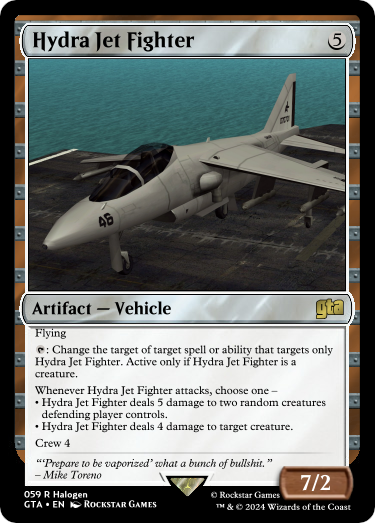 Hydra Jet Fighter 5
46
Artifact — Vehicle gta
Flying
: Change the target of target spell or ability that targets only
Hydra Jet Fighter. Active only if Hydra Jet Fighter is a
creature.
Whenever Hydra Jet Fighter attacks, choose one –
• Hydra Jet Fighter deals 5 damage to two random creatures
defending player controls.
• Hydra Jet Fighter deals 4 damage to target creature.
Crew 4
“‘Prepare to be vaporized’ what a bunch of bullshit.”
– Mike Toreno
7/2
059 R Halogen
GTA • EN Rockstar Games
© Rockstar Games
™ & © 2024 Wizards of the Coast